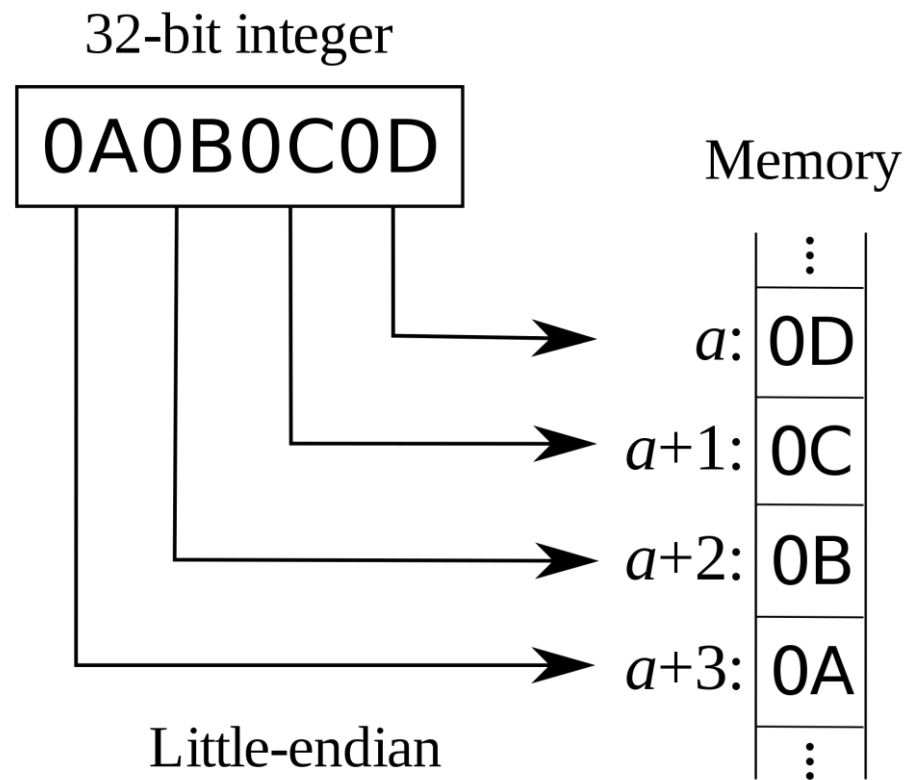 32-bit integer
0A0B0C0D
Memory
⋮
a: 0D
a+1: 0C
a+2: 0B
a+3: 0A
⋮
Little-endian